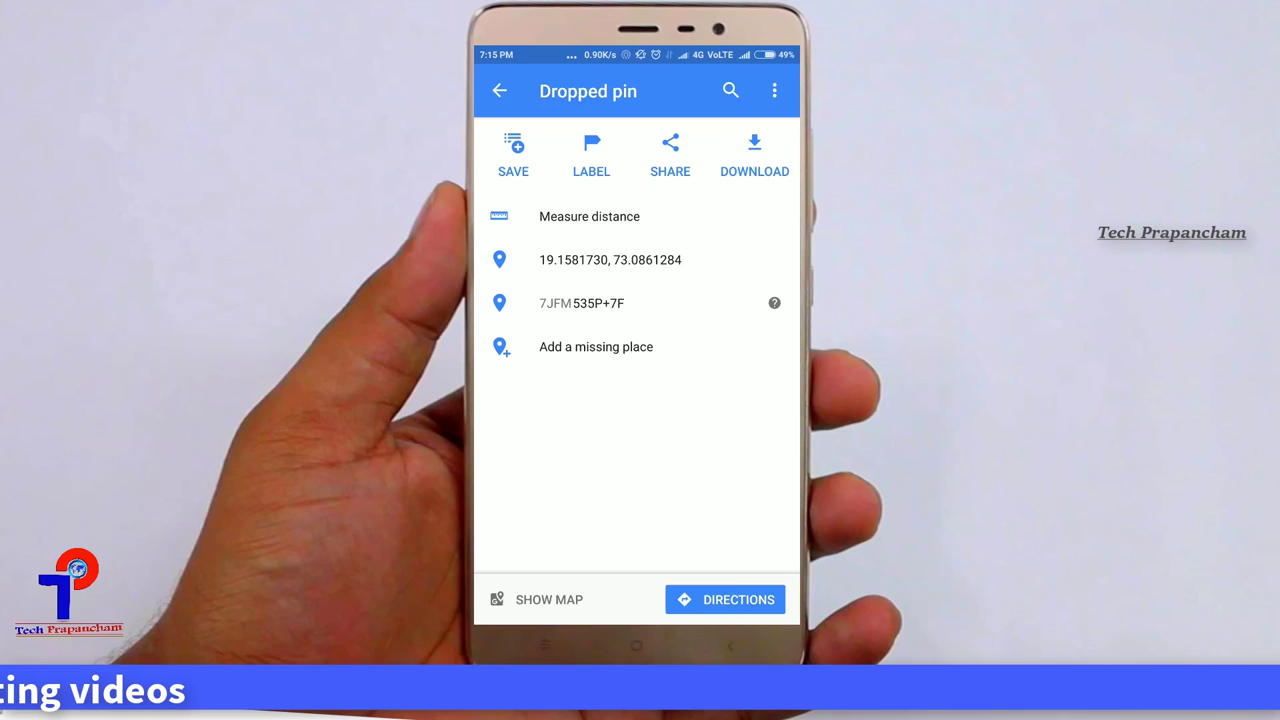 7:15 PM ... 0.90K/s 4G VoLTE 49%
Dropped pin
SAVE LABEL SHARE DOWNLOAD
Measure distance
19.1581730, 73.0861284
7JFM535P+7F
Add a missing place
SHOW MAP DIRECTIONS
Tech Prapancham
TP
Tech Prapancham
ting videos